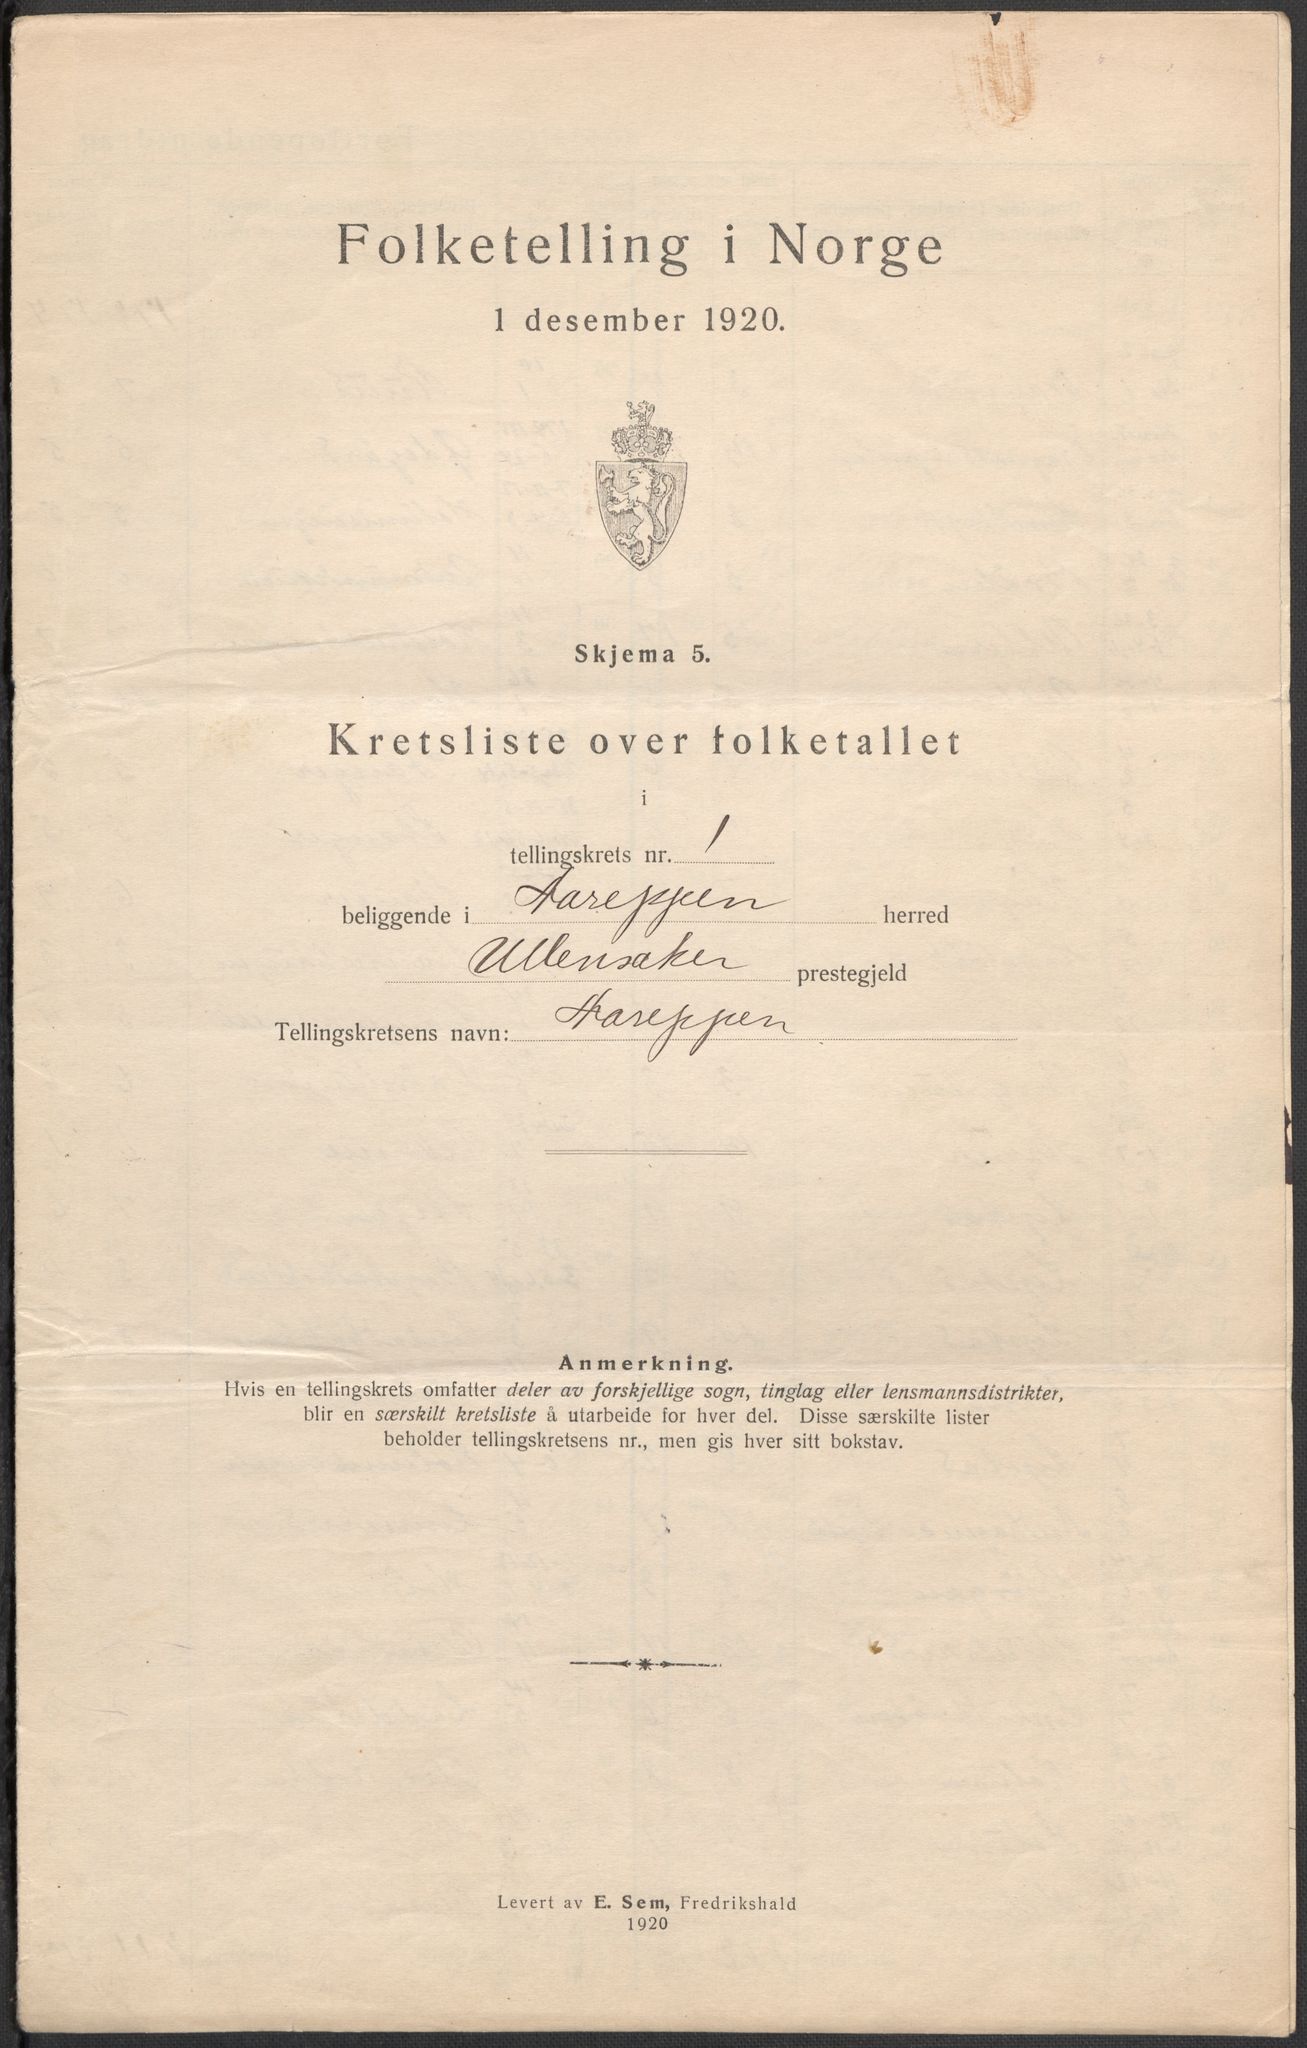 Folketelling i Norge
1 desember 1920.
Skjema 5.
Kretsliste over folketallet
i
tellingskrets nr. 1
beliggende i Aareppen herred
Ullensaker prestegjeld
Tellingskretsens navn: Aareppen
Anmerkning.
Hvis en tellingskrets omfatter deler av forskjellige sogn, tinglag eller lensmannsdistrikter,
blir en særskilt kretsliste å utarbeide for hver del. Disse særskilte lister
beholder tellingskretsens nr., men gis hver sitt bokstav.
Levert av E. Sem, Fredrikshald
1920